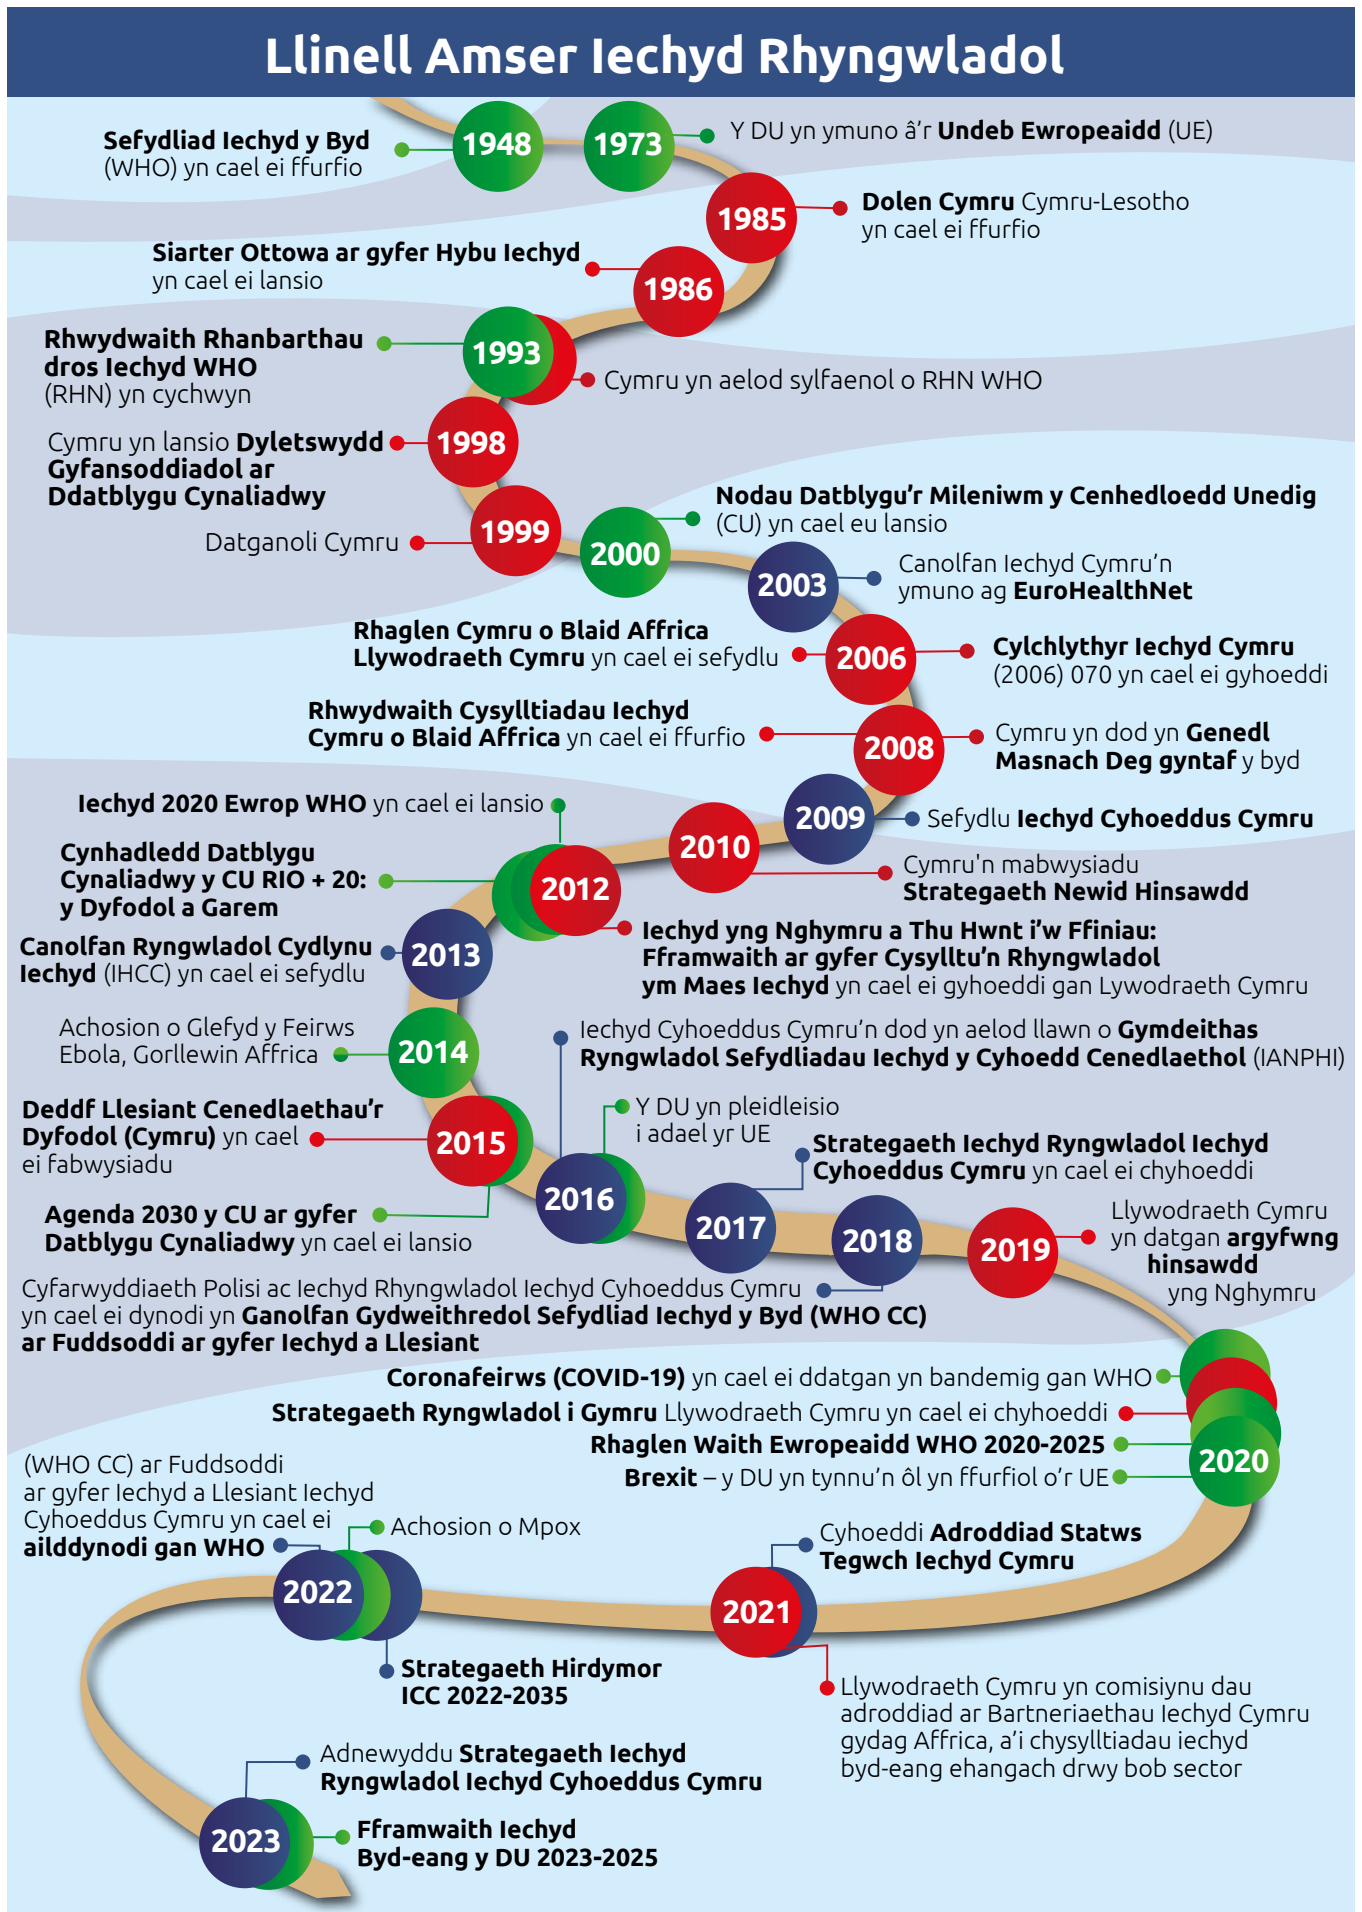 Llinell Amser Iechyd Rhyngwladol
Sefydliad Iechyd y Byd
(WHO) yn cael ei ffurfio
1948
1973
Y DU yn ymuno â’r Undeb Ewropeaidd (UE)
1985
Dolen Cymru Cymru-Lesotho
yn cael ei ffurfio
Siarter Ottowa ar gyfer Hybu Iechyd
yn cael ei lansio
1986
Rhwydwaith Rhanbarthau
dros Iechyd WHO
(RHN) yn cychwyn
1993
Cymru yn aelod sylfaenol o RHN WHO
Cymru yn lansio Dyletswydd
Gyfansoddiadol ar
Ddatblygu Cynaliadwy
1998
Datganoli Cymru
1999
Nodau Datblygu’r Mileniwm y Cenhedloedd Unedig
(CU) yn cael eu lansio
2000
2003
Canolfan Iechyd Cymru’n
ymuno ag EuroHealthNet
Rhaglen Cymru o Blaid Affrica
Llywodraeth Cymru yn cael ei sefydlu
2006
Cylchlythyr Iechyd Cymru
(2006) 070 yn cael ei gyhoeddi
Rhwydwaith Cysylltiadau Iechyd
Cymru o Blaid Affrica yn cael ei ffurfio
2008
Cymru yn dod yn Genedl
Masnach Deg gyntaf y byd
2009
Sefydlu Iechyd Cyhoeddus Cymru
2010
Cymru'n mabwysiadu
Strategaeth Newid Hinsawdd
Iechyd 2020 Ewrop WHO yn cael ei lansio
Cynhadledd Datblygu
Cynaliadwy y CU RIO + 20:
y Dyfodol a Garem
2012
Iechyd yng Nghymru a Thu Hwnt i’w Ffiniau:
Fframwaith ar gyfer Cysylltu’n Rhyngwladol
ym Maes Iechyd yn cael ei gyhoeddi gan Lywodraeth Cymru
Canolfan Ryngwladol Cydlynu
Iechyd (IHCC) yn cael ei sefydlu
2013
Achosion o Glefyd y Feirws
Ebola, Gorllewin Affrica
2014
Iechyd Cyhoeddus Cymru’n dod yn aelod llawn o Gymdeithas
Ryngwladol Sefydliadau Iechyd y Cyhoedd Cenedlaethol (IANPHI)
Deddf Llesiant Cenedlaethau’r
Dyfodol (Cymru) yn cael
ei fabwysiadu
2015
Agenda 2030 y CU ar gyfer
Datblygu Cynaliadwy yn cael ei lansio
Y DU yn pleidleisio
i adael yr UE
2016
Strategaeth Iechyd Ryngwladol Iechyd
Cyhoeddus Cymru yn cael ei chyhoeddi
2017
2018
Cyfarwyddiaeth Polisi ac Iechyd Rhyngwladol Iechyd Cyhoeddus Cymru
yn cael ei dynodi yn Ganolfan Gydweithredol Sefydliad Iechyd y Byd (WHO CC)
ar Fuddsoddi ar gyfer Iechyd a Llesiant
2019
Llywodraeth Cymru
yn datgan argyfwng
hinsawdd
yng Nghymru
Coronafeirws (COVID-19) yn cael ei ddatgan yn bandemig gan WHO
Strategaeth Ryngwladol i Gymru Llywodraeth Cymru yn cael ei chyhoeddi
Rhaglen Waith Ewropeaidd WHO 2020-2025
Brexit – y DU yn tynnu’n ôl yn ffurfiol o’r UE
2020
(WHO CC) ar Fuddsoddi
ar gyfer Iechyd a Llesiant Iechyd
Cyhoeddus Cymru yn cael ei
ailddynodi gan WHO
Achosion o Mpox
2022
Strategaeth Hirdymor
ICC 2022-2035
Cyhoeddi Adroddiad Statws
Tegwch Iechyd Cymru
2021
Llywodraeth Cymru yn comisiynu dau
adroddiad ar Bartneriaethau Iechyd Cymru
gydag Affrica, a’i chysylltiadau iechyd
byd-eang ehangach drwy bob sector
Adnewyddu Strategaeth Iechyd
Ryngwladol Iechyd Cyhoeddus Cymru
2023
Fframwaith Iechyd
Byd-eang y DU 2023-2025